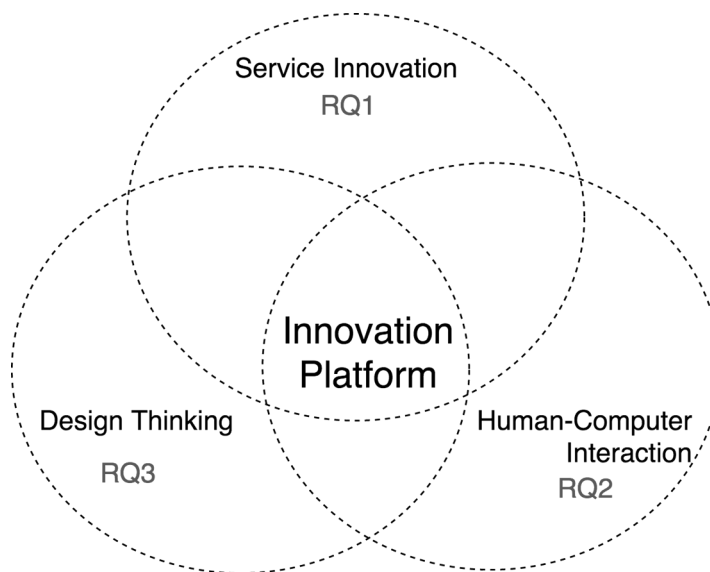 Service Innovation
RQ1
Innovation
Platform
Design Thinking
RQ3
Human-Computer
Interaction
RQ2